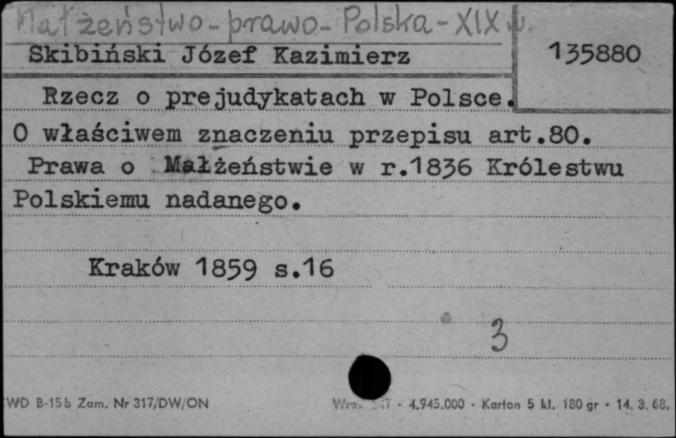 Małżeństwo - prawo - Polska - XIX w.
Skibiński Józef Kazimierz
135880
Rzecz o prejudykatach w Polsce.
O właściwem znaczeniu przepisu art.80.
Prawa o Małżeństwie w r.1836 Królestwu
Polskiemu nadanego.
Kraków 1859 s.16
3
WD B-15b Zam. Nr 317/DW/ON
- 4.945.000 - Karton 5 kl. 180 gr - 14. 3. 68.